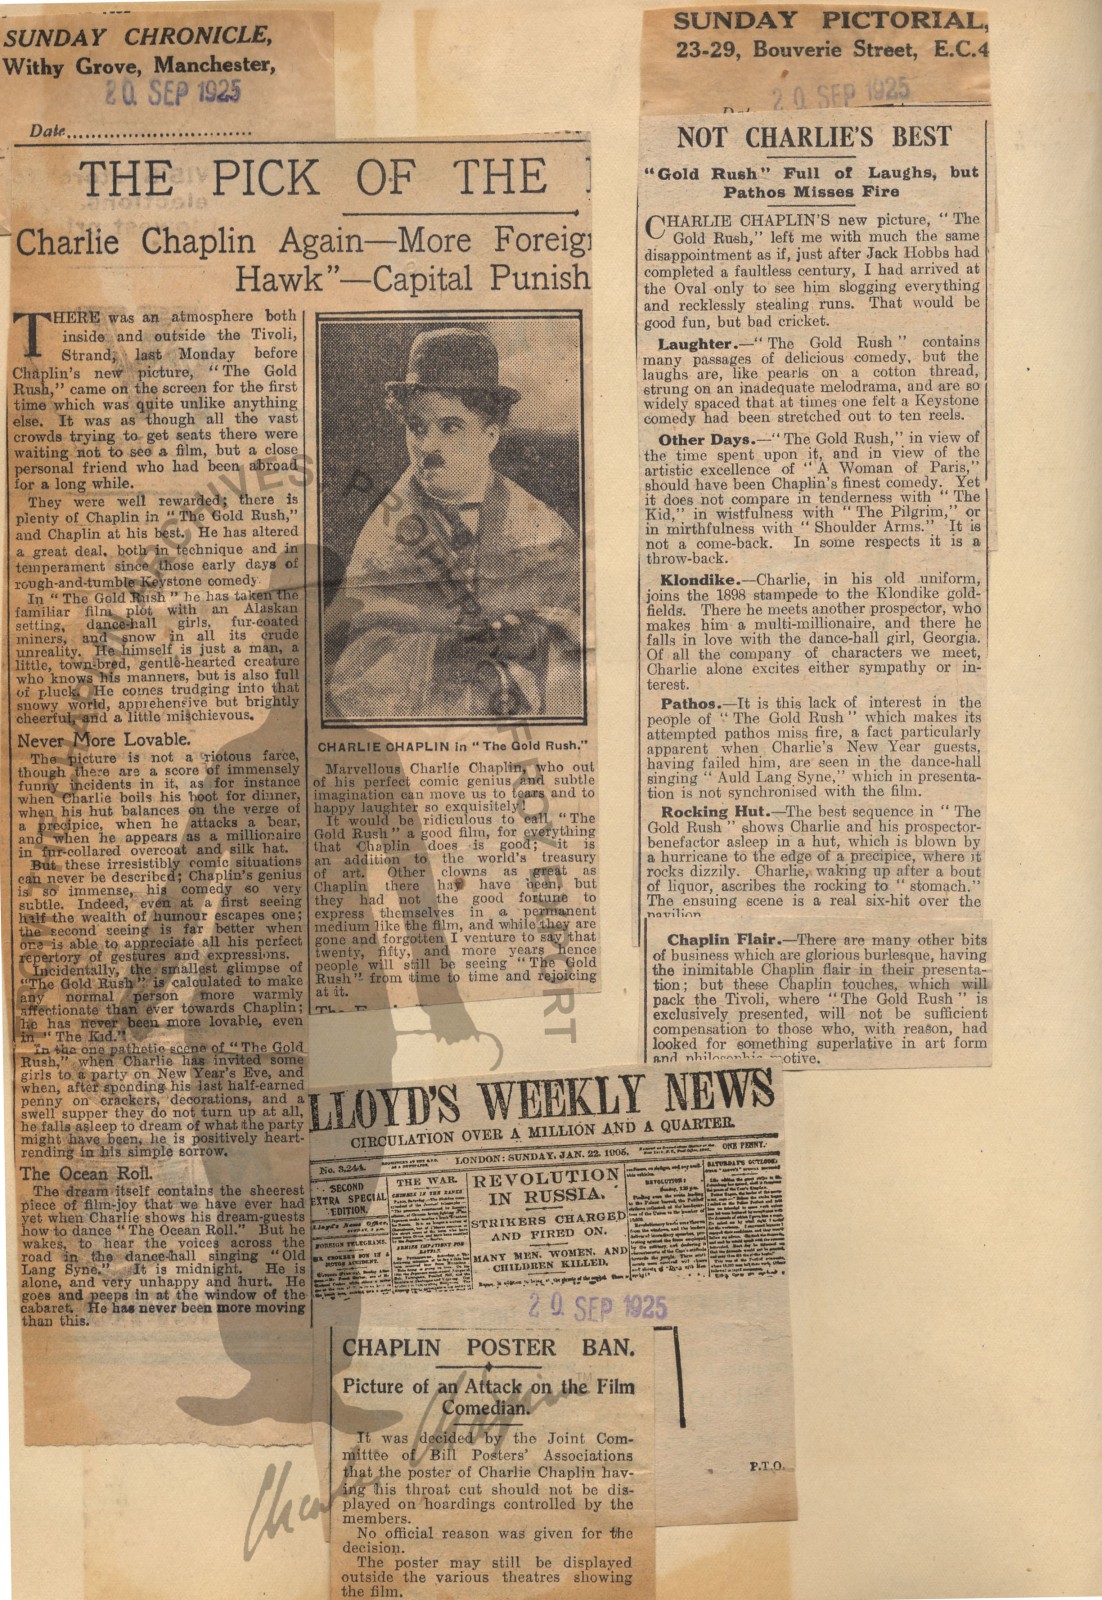 SUNDAY CHRONICLE,
Withy Grove, Manchester,
20 SEP 1925
Date
THE PICK OF THE
Charlie Chaplin Again—More Foreig
Hawk"—Capital Punish
THERE was an atmosphere both
inside and outside the Tivoli,
Strand, last Monday before
Chaplin's new picture, "The Gold
Rush," came on the screen for the first
time which was quite unlike anything
else. It was as though all the vast
crowds trying to get seats there were
waiting not to see a film, but a close
personal friend who had been abroad
for a long while.
They were well rewarded; there is
plenty of Chaplin in "The Gold Rush,"
and Chaplin at his best. He has altered
a great deal, both in technique and in
temperament since those early days of
rough-and-tumble Keystone comedy.
In "The Gold Rush" he has taken the
familiar film plot with an Alaskan
setting, dance-hall girls, fur-coated
miners, and snow in all its crude
unreality. He himself is just a man, a
little, town-bred, gentle-hearted creature
who knows his manners, but is also full
of pluck. He comes trudging into that
snowy world, apprehensive but brightly
cheerful, and a little mischievous.
Never More Lovable.
The picture is not a riotous farce,
though there are a score of immensely
funny incidents in it, as for instance
when Charlie boils his boot for dinner,
when his hut balances on the verge of
a precipice, when he attacks a bear,
and when he appears as a millionaire
in fur-collared overcoat and silk hat.
But these irresistibly comic situations
can never be described; Chaplin's genius
is so immense, his comedy so very
subtle. Indeed, even at a first seeing
half the wealth of humour escapes one;
the second seeing is far better when
one is able to appreciate all his perfect
repertory of gestures and expressions.
Incidentally, the smallest glimpse of
"The Gold Rush" is calculated to make
any normal person more warmly
affectionate than ever towards Chaplin;
he has never been more lovable, even
in "The Kid."
In the one pathetic scene of "The Gold
Rush," when Charlie has invited some
girls to a party on New Year's Eve, and
when, after spending his last half-earned
penny on crackers, decorations, and a
swell supper they do not turn up at all,
he falls asleep to dream of what the party
might have been, he is positively heart-
rending in his simple sorrow.
The Ocean Roll.
The dream itself contains the sheerest
piece of film-joy that we have ever had
yet when Charlie shows his dream-guests
how to dance "The Ocean Roll." But he
wakes, to hear the voices across the
road in the dance-hall singing "Old
Lang Syne." It is midnight. He is
alone, and very unhappy and hurt. He
goes and peeps in at the window of the
cabaret. He has never been more moving
than this.
CHARLIE CHAPLIN in "The Gold Rush."
Marvellous Charlie Chaplin, who out
of his perfect comic genius and subtle
imagination can move us to tears and to
happy laughter so exquisitely!
It would be ridiculous to call "The
Gold Rush" a good film, for everything
that Chaplin does is good; it is
an addition to the world's treasury
of art. Other clowns as great as
Chaplin there may have been, but
they had not the good fortune to
express themselves in a permanent
medium like the film, and while they are
gone and forgotten I venture to say that
twenty, fifty, and more years hence
people will still be seeing "The Gold
Rush" from time to time and rejoicing
at it.
SUNDAY PICTORIAL,
23-29, Bouverie Street, E.C.4
20 SEP 1925
NOT CHARLIE'S BEST
"Gold Rush" Full of Laughs, but
Pathos Misses Fire
CHARLIE CHAPLIN'S new picture, "The
Gold Rush," left me with much the same
disappointment as if, just after Jack Hobbs had
completed a faultless century, I had arrived at
the Oval only to see him slogging everything
and recklessly stealing runs. That would be
good fun, but bad cricket.
Laughter.—"The Gold Rush" contains
many passages of delicious comedy, but the
laughs are, like pearls on a cotton thread,
strung on an inadequate melodrama, and are so
widely spaced that at times one felt a Keystone
comedy had been stretched out to ten reels.
Other Days.—"The Gold Rush," in view of
the time spent upon it, and in view of the
artistic excellence of "A Woman of Paris,"
should have been Chaplin's finest comedy. Yet
it does not compare in tenderness with "The
Kid," in wistfulness with "The Pilgrim," or
in mirthfulness with "Shoulder Arms." It is
not a come-back. In some respects it is a
throw-back.
Klondike.—Charlie, in his old uniform,
joins the 1898 stampede to the Klondike gold-
fields. There he meets another prospector, who
makes him a multi-millionaire, and there he
falls in love with the dance-hall girl, Georgia.
Of all the company of characters we meet,
Charlie alone excites either sympathy or in-
terest.
Pathos.—It is this lack of interest in the
people of "The Gold Rush" which makes its
attempted pathos miss fire, a fact particularly
apparent when Charlie's New Year guests,
having failed him, are seen in the dance-hall
singing "Auld Lang Syne," which in presenta-
tion is not synchronised with the film.
Rocking Hut.—The best sequence in "The
Gold Rush" shows Charlie and his prospector-
benefactor asleep in a hut, which is blown by
a hurricane to the edge of a precipice, where it
rocks dizzily. Charlie, waking up after a bout
of liquor, ascribes the rocking to "stomach."
The ensuing scene is a real six-hit over the
pavilion
Chaplin Flair.—There are many other bits
of business which are glorious burlesque, having
the inimitable Chaplin flair in their presenta-
tion; but these Chaplin touches, which will
pack the Tivoli, where "The Gold Rush" is
exclusively presented, will not be sufficient
compensation to those who, with reason, had
looked for something superlative in art form
and philosophic motive.
LLOYD'S WEEKLY NEWS
CIRCULATION OVER A MILLION AND A QUARTER.
No. 3,244.
LONDON: SUNDAY, JAN. 22, 1905.
ONE PENNY.
SECOND
EXTRA SPECIAL
EDITION.
FOREIGN TELEGRAMS.
THE WAR.
REVOLUTION
IN RUSSIA.
STRIKERS CHARGED
AND FIRED ON.
MANY MEN, WOMEN, AND
CHILDREN KILLED.
SATURDAY'S OUTLOOK:
20 SEP 1925
CHAPLIN POSTER BAN.
Picture of an Attack on the Film
Comedian.
It was decided by the Joint Com-
mittee of Bill Posters' Associations
that the poster of Charlie Chaplin hav-
ing his throat cut should not be dis-
played on hoardings controlled by the
members.
No official reason was given for the
decision.
The poster may still be displayed
outside the various theatres showing
the film.
P.T.O.
Charlie Chaplin TM